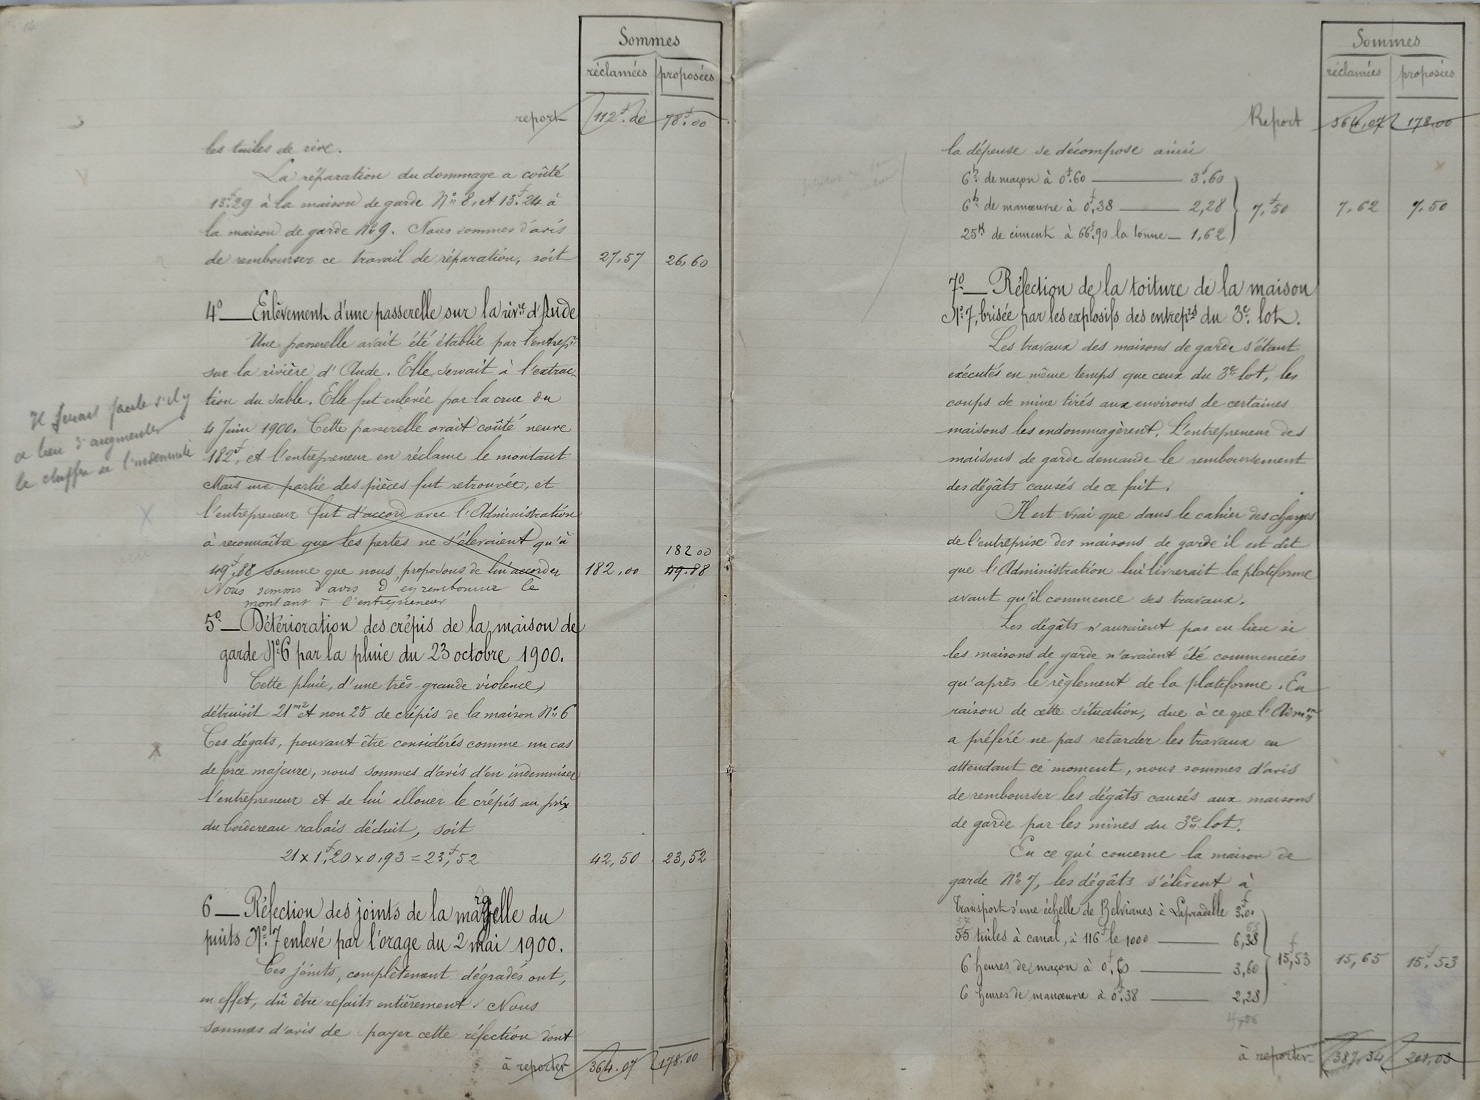 Sommes
réclamées proposées
report 112f.00 78f.00
les tuiles de rive.
La réparation du dommage a coûté
13f.29 à la maison de garde No 8, et 13f.24 à
la maison de garde No 9. Nous sommes d'avis
de rembourser ce travail de réparation, soit 27,57 26,60
4o — Enlèvement d'une passerelle sur la rivre d'Aude
Une passerelle avait été établie par l'entrepr
sur la rivière d'Aude. Elle servait à l'extrac
tion du sable. Elle fut enlevée par la crue du
4 Juin 1900. Cette passerelle avait coûté neuve
182f, et l'entrepreneur en réclame le montant
Mais une partie des pièces fut retrouvée, et
l'entrepreneur fut d'accord avec l'Administration
à reconnaître que les pertes ne s'élevaient qu'à
182 00
49f.88 somme que nous proposons de lui accorder 182,00 49.88
Nous sommes d'avis d'en rembourser le
montant à l'entrepreneur
Il faut s'il y
a lieu d'augmenter
le chiffre de l'indemnité
5o — Détérioration des crépis de la maison de
garde No 6 par la pluie du 23 octobre 1900.
Cette pluie, d'une très grande violence,
détruisit 21m2 et non 25 de crépis de la maison No 6
Ces dégats, pouvant être considérés comme un cas
de force majeure, nous sommes d'avis d'en indemniser
l'entrepreneur et de lui allouer le crépis au prix
du bordereau rabais déduit, soit
21 x 1f,20 x 0,93 = 23f,52 42,50 23,52
6 — Réfection des joints de la margelle du
puits No 7 enlevé par l'orage du 2 mai 1900.
Ces joints, complètement dégradés ont,
en effet, dû être refaits entièrement. Nous
sommes d'avis de payer cette réfection dont
à reporter 364.07 178.00
Sommes
réclamées proposées
Report 364,07 178.00
la dépense se décompose ainsi
6h de maçon à 0f.60 — 3f.60
6h de manœuvre à 0f,38 — 2,28 7f,50 7,62 7,50
25k de ciment à 66f.90 la tonne — 1,62
7o — Réfection de la toiture de la maison
No 7, brisée par les explosifs des entreprs du 3e lot.
Les travaux des maisons de garde s'étant
exécutés en même temps que ceux du 3e lot, les
coups de mine tirés aux environs de certaines
maisons les endommagèrent. L'entrepreneur des
maisons de garde demande le remboursement
des dégâts causés de ce fait.
Il est vrai que dans le cahier des charges
de l'entreprise des maisons de garde il est dit
que l'Administration lui livrerait la plateforme
avant qu'il commence ses travaux.
Les dégâts n'auraient pas eu lieu si
les maisons de garde n'avaient été commencées
qu'après le règlement de la plateforme. En
raison de cette situation, due à ce que l'Admon
a préféré ne pas retarder les travaux en
attendant ce moment, nous sommes d'avis
de rembourser les dégâts causés aux maisons
de garde par les mines du 3e lot.
En ce qui concerne la maison de
garde No 7, les dégâts s'élèvent à
Transport d'une échelle de Belvianes à Lapradelle 3f.00
55 tuiles à canal, à 116f le 1000 — 6,38
6 heures de maçon à 0f.60 — 3,60 15f,53 15,65 15f.53
6 heures de manœuvre à 0f.38 — 2,28
à reporter 387.34 201.03